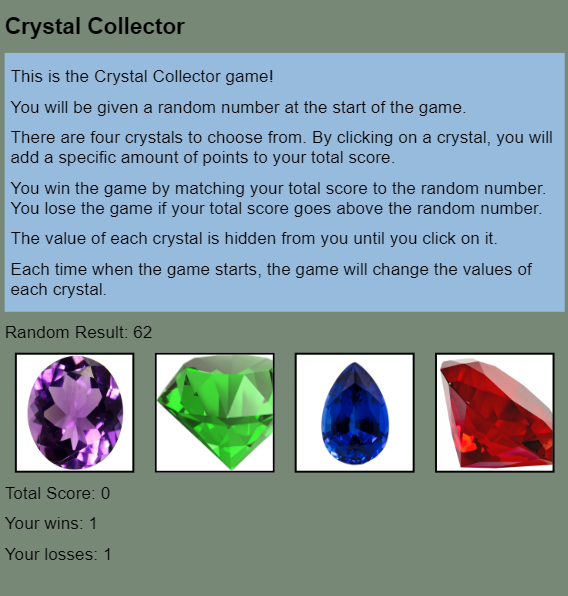 Crystal Collector
This is the Crystal Collector game!
You will be given a random number at the start of the game.
There are four crystals to choose from. By clicking on a crystal, you will
add a specific amount of points to your total score.
You win the game by matching your total score to the random number.
You lose the game if your total score goes above the random number.
The value of each crystal is hidden from you until you click on it.
Each time when the game starts, the game will change the values of
each crystal.
Random Result: 62
Total Score: 0
Your wins: 1
Your losses: 1